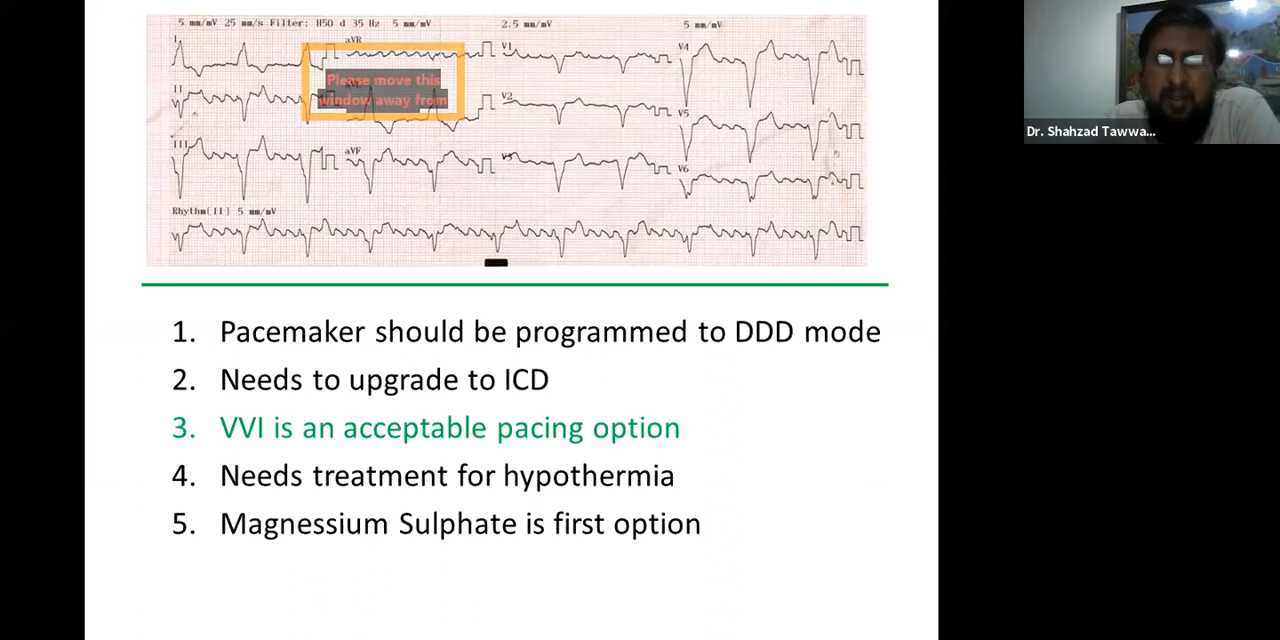 5 mm/mV 25 mm/s Filter: H50 d 35 Hz 5 mm/mV
2.5 mm/mV
5 mm/mV
I
aVR
V1
V4
Please move this
window away from
II
V2
V5
III
aVF
V3
V6
Rhythm(II) 5 mm/mV
Dr. Shahzad Tawwa...
1. Pacemaker should be programmed to DDD mode
2. Needs to upgrade to ICD
3. VVI is an acceptable pacing option
4. Needs treatment for hypothermia
5. Magnessium Sulphate is first option